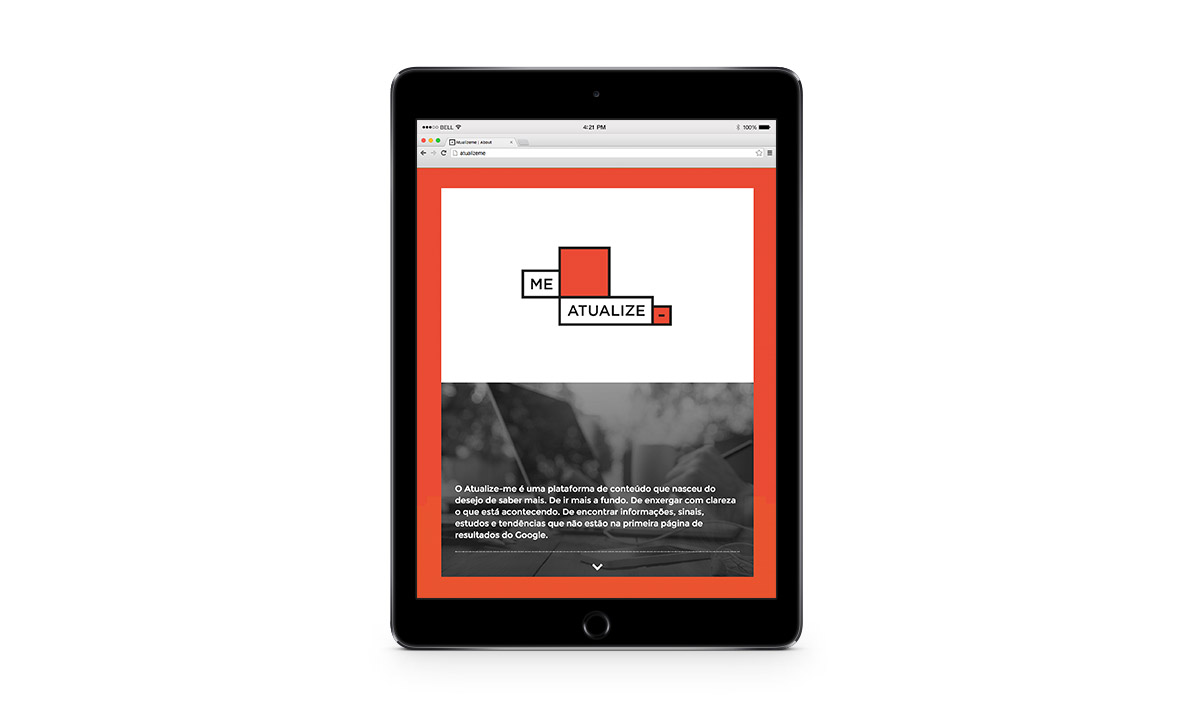 BELL
4:21 PM
100%
Atualizeme | About
atualizeme
ME
ATUALIZE
-
O Atualize-me é uma plataforma de conteúdo que nasceu do
desejo de saber mais. De ir mais a fundo. De enxergar com clareza
o que está acontecendo. De encontrar informações, sinais,
estudos e tendências que não estão na primeira página de
resultados do Google.